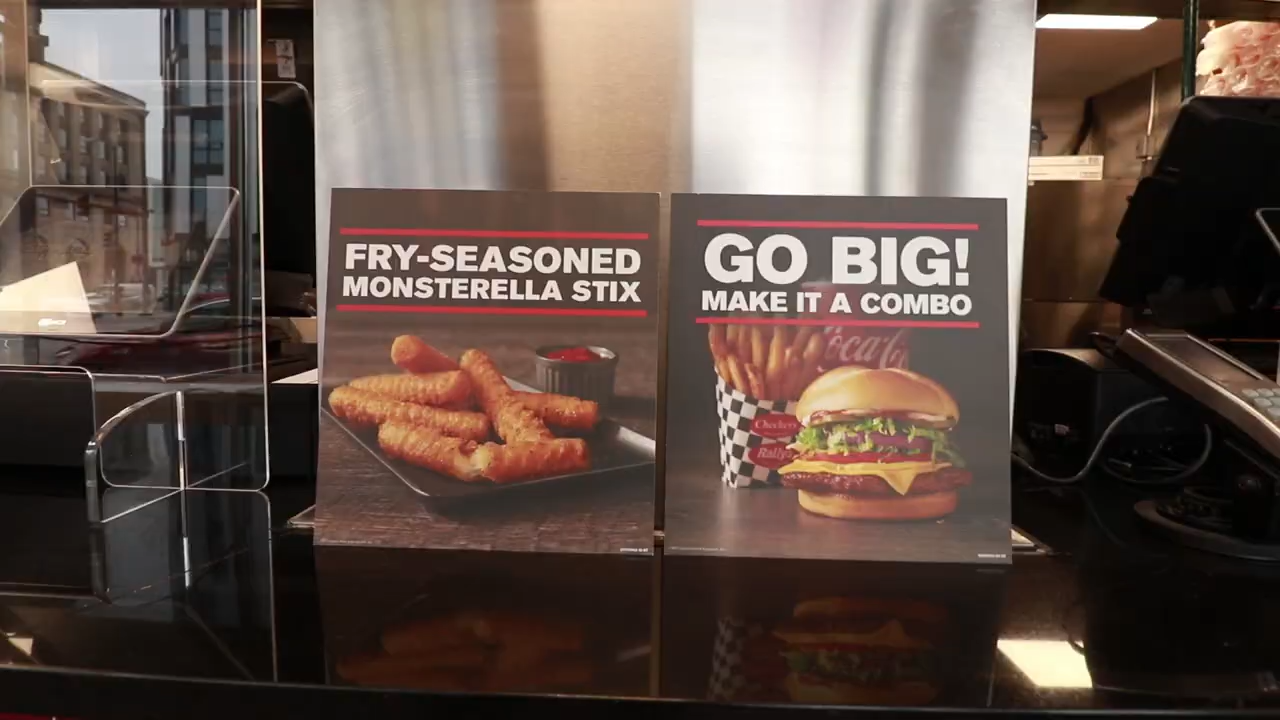 FRY-SEASONED
MONSTERELLA STIX
GO BIG!
MAKE IT A COMBO
Coca-Cola
Checkers
Rally's